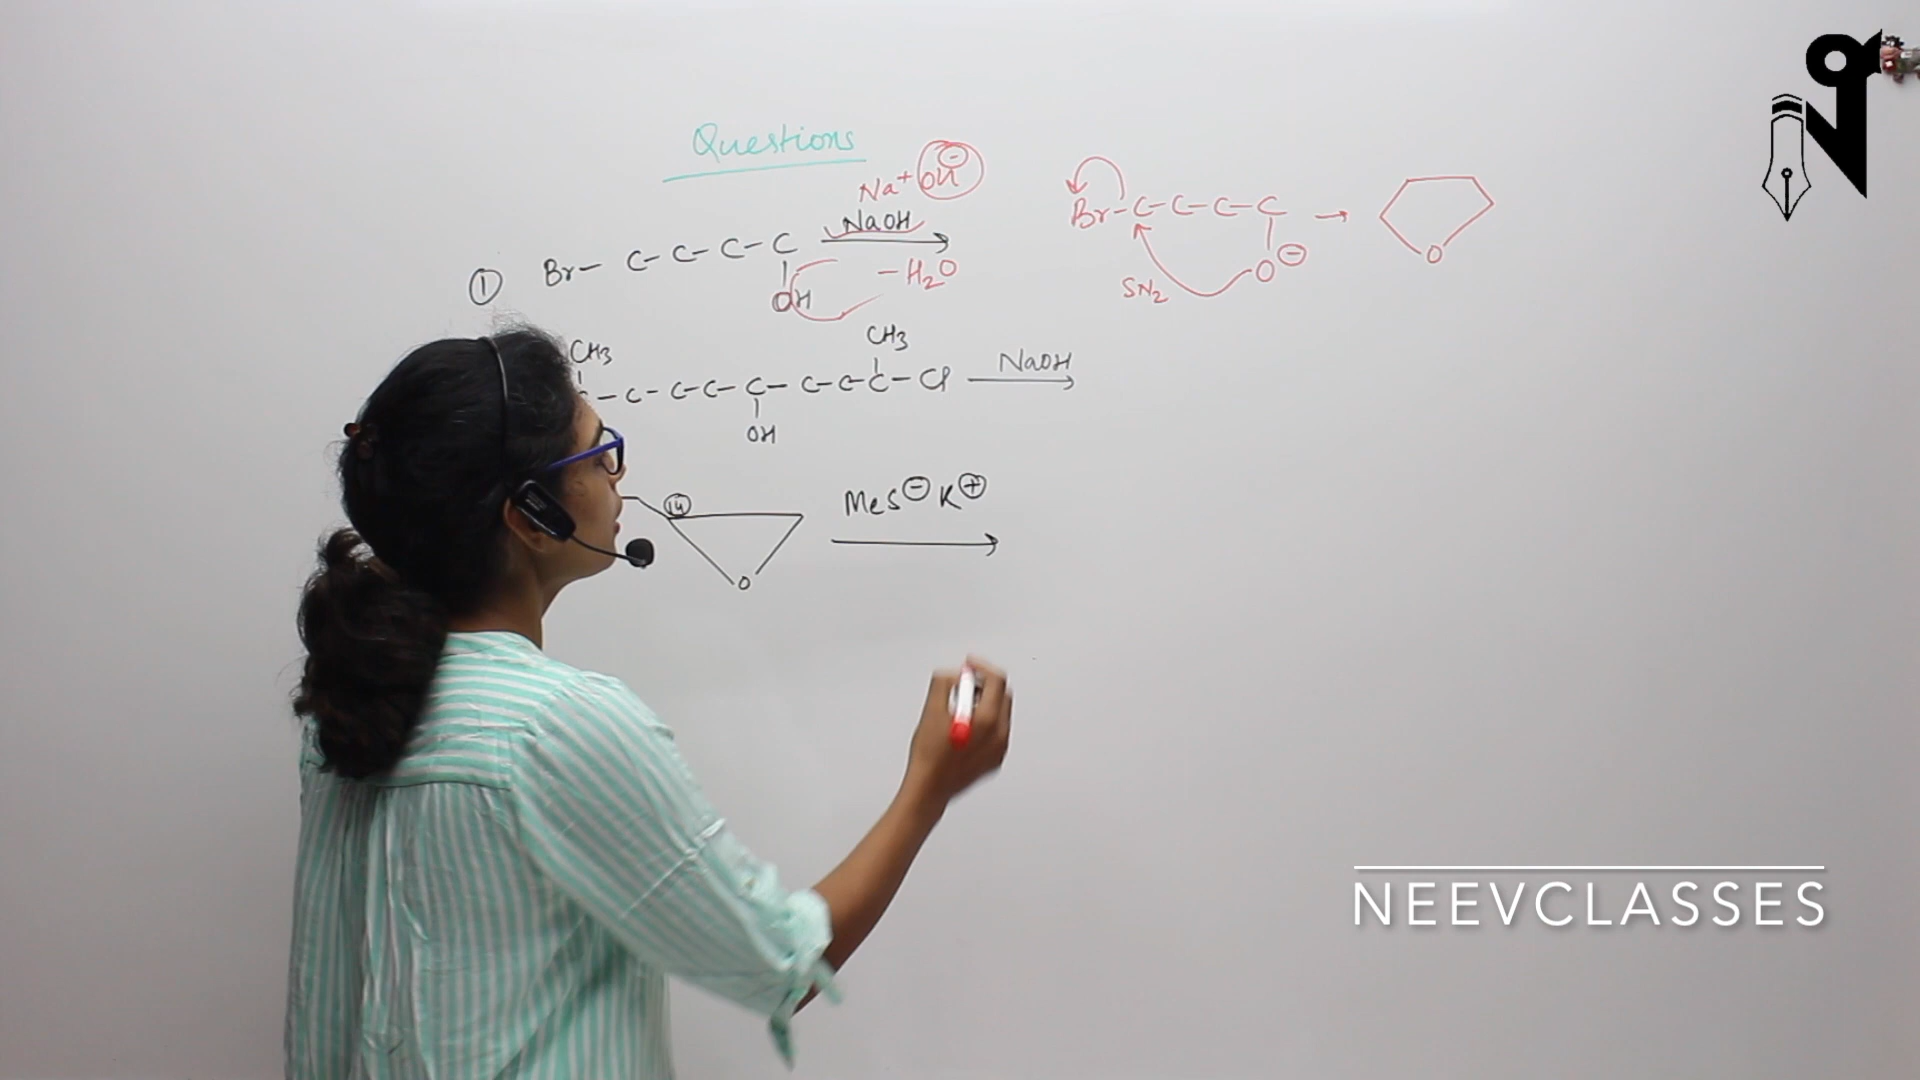 Questions
Na⁺ OH⁻
① Br- C- C- C- C NaOH
OH
-H₂O
Br- C- C- C- C →
O⁻
SN₂
O
CH₃
CH₃
- C- C- C- C- C- C- C- Cl NaOH
OH
14
O
MeS⊖ K⊕
NEEVCLASSES